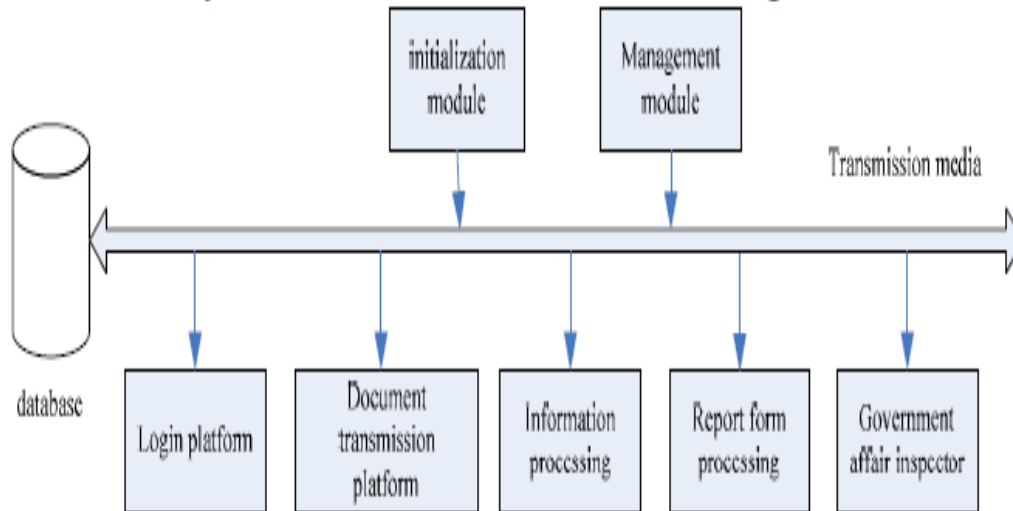 initialization
module
Management
module
Transmission media
database
Login platform
Document
transmission
platform
Information
processing
Report form
processing
Government
affair inspector